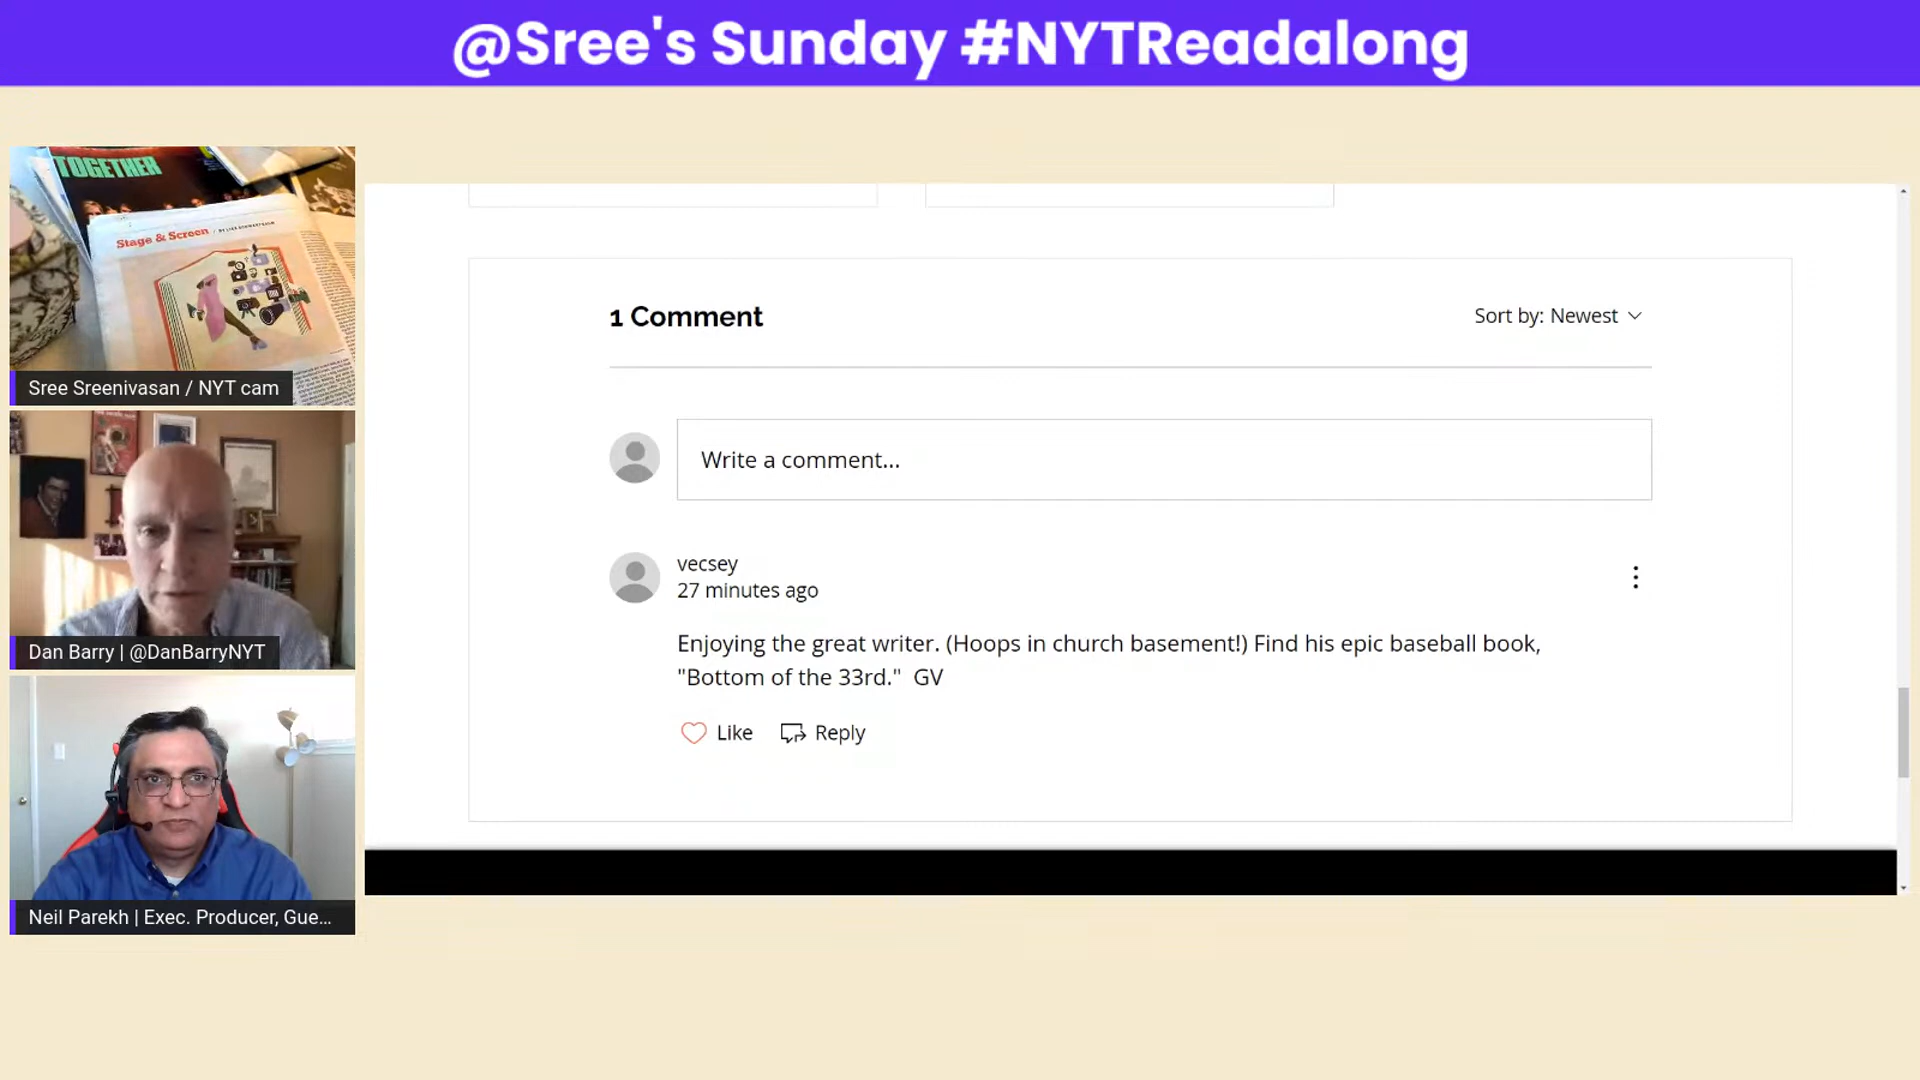 @Sree's Sunday #NYTReadalong
TOGETHER
Stage & Screen
Sree Sreenivasan / NYT cam
Dan Barry | @DanBarryNYT
Neil Parekh | Exec. Producer, Gue...
1 Comment
Sort by: Newest
Write a comment...
vecsey
27 minutes ago
Enjoying the great writer. (Hoops in church basement!) Find his epic baseball book,
"Bottom of the 33rd."  GV
Like
Reply